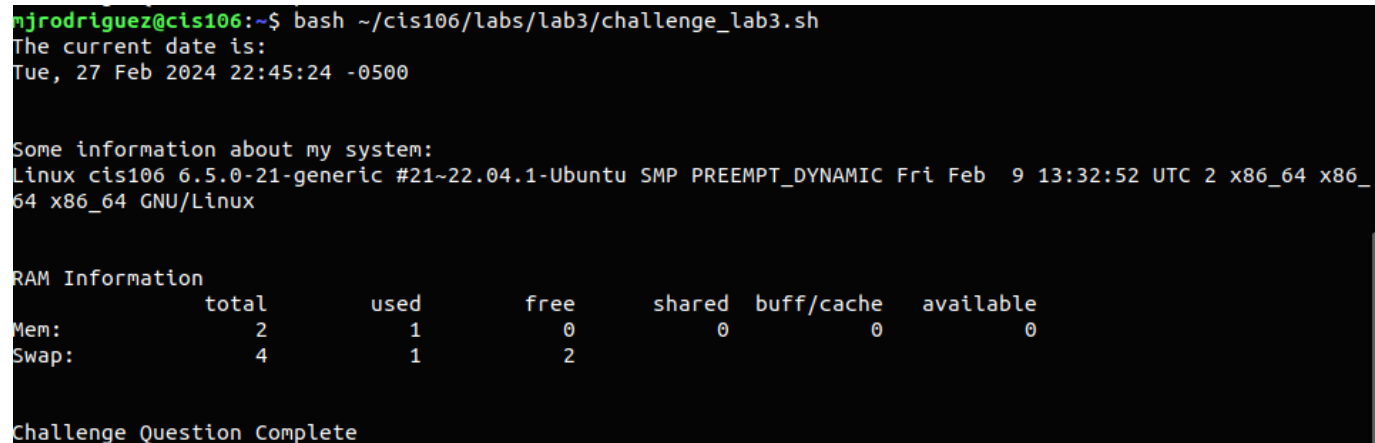 mjrodriguez@cis106:~$ bash ~/cis106/labs/lab3/challenge_lab3.sh
The current date is:
Tue, 27 Feb 2024 22:45:24 -0500
Some information about my system:
Linux cis106 6.5.0-21-generic #21~22.04.1-Ubuntu SMP PREEMPT_DYNAMIC Fri Feb  9 13:32:52 UTC 2 x86_64 x86_
64 x86_64 GNU/Linux
RAM Information
               total        used        free      shared  buff/cache   available
Mem:               2           1           0           0           0           0
Swap:              4           1           2
Challenge Question Complete